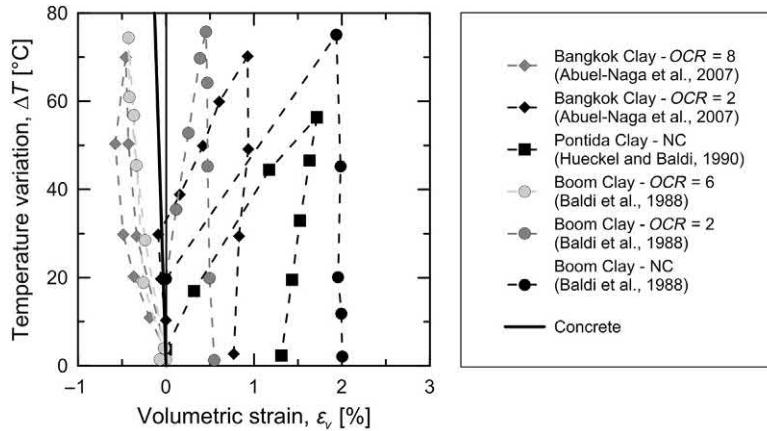 80
60
40
20
0
Temperature variation, ΔT [°C]
−1
0
1
2
3
Volumetric strain, εv [%]
Bangkok Clay - OCR = 8
(Abuel-Naga et al., 2007)
Bangkok Clay - OCR = 2
(Abuel-Naga et al., 2007)
Pontida Clay - NC
(Hueckel and Baldi, 1990)
Boom Clay - OCR = 6
(Baldi et al., 1988)
Boom Clay - OCR = 2
(Baldi et al., 1988)
Boom Clay - NC
(Baldi et al., 1988)
Concrete